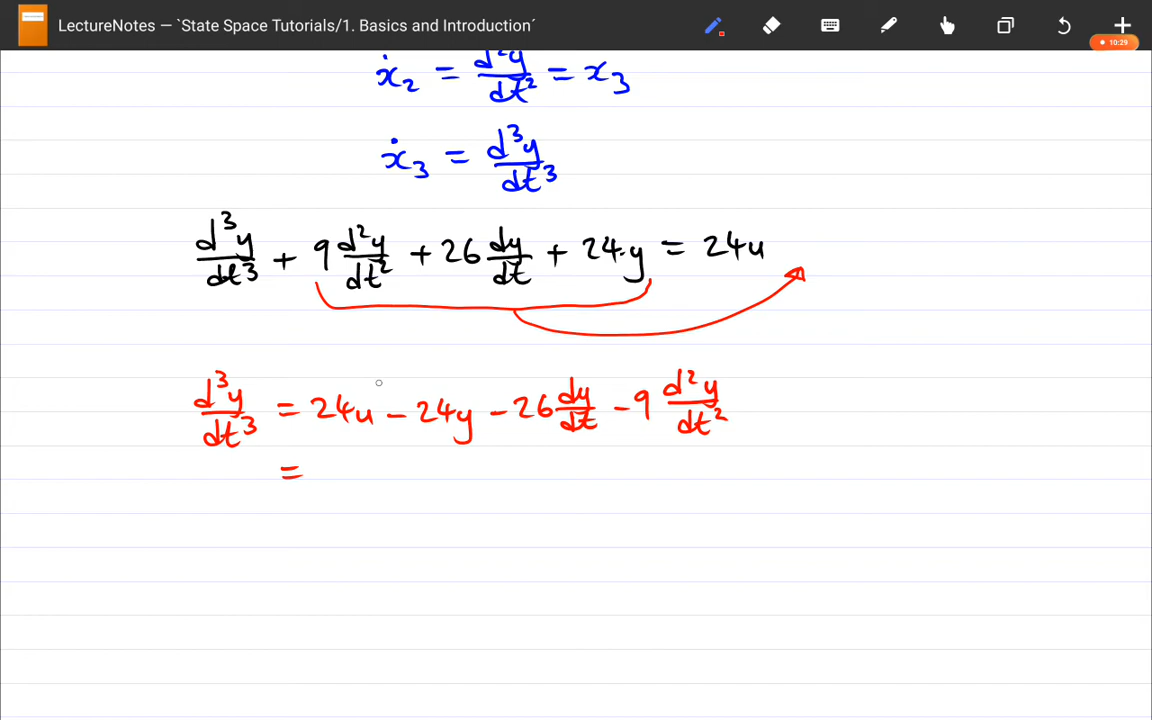 LectureNotes — `State Space Tutorials/1. Basics and Introduction´
10:29
ẋ₂ = d²y/dt² = x₃
ẋ₃ = d³y/dt³
d³y/dt³ + 9 d²y/dt² + 26 dy/dt + 24·y = 24u
d³y/dt³ = 24u − 24y − 26 dy/dt − 9 d²y/dt²
=